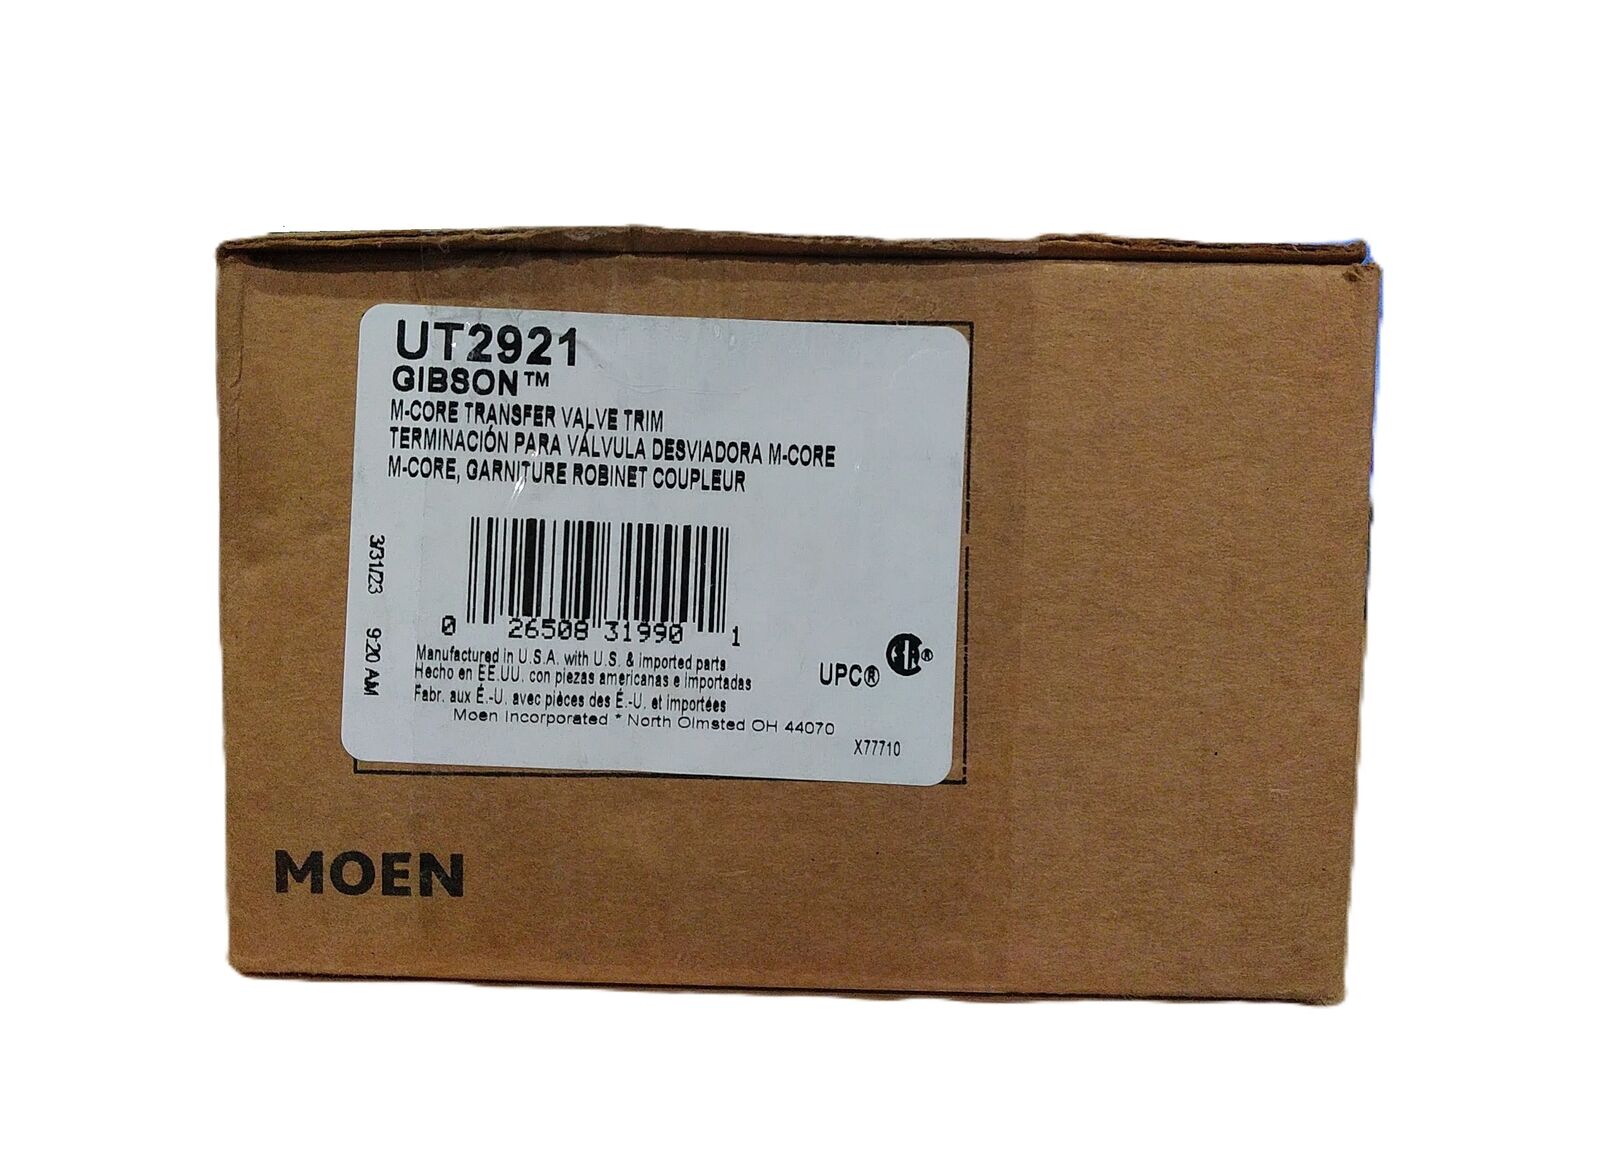 UT2921
GIBSON™
M-CORE TRANSFER VALVE TRIM
TERMINACIÓN PARA VÁLVULA DESVIADORA M-CORE
M-CORE, GARNITURE ROBINET COUPLEUR
3/31/23 9:20 AM
0 26508 31990 1
Manufactured in U.S.A. with U.S. & imported parts
Hecho en EE.UU. con piezas americanas e importadas
Fabr. aux É.-U. avec pièces des É.-U. et importées
Moen Incorporated * North Olmsted OH 44070
UPC® SA®
X77710
MOEN